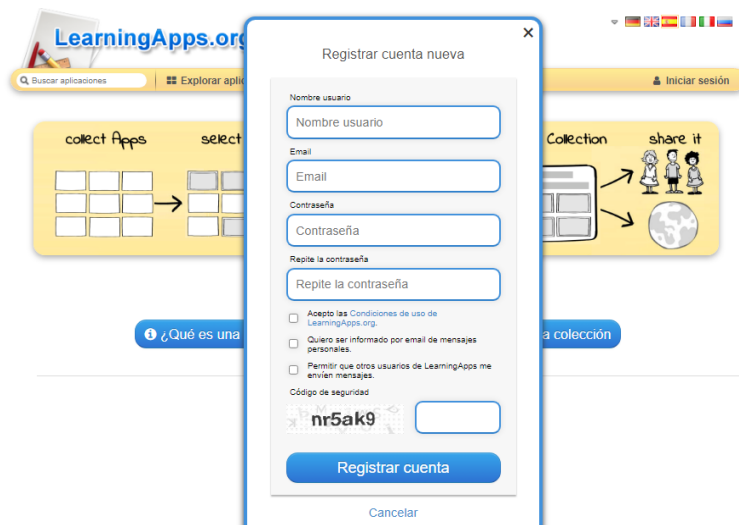 LearningApps.org
Buscar aplicaciones
Explorar aplic
Iniciar sesión
collect Apps
select
Collection
share it
¿Qué es una
a colección
Registrar cuenta nueva
Nombre usuario
Nombre usuario
Email
Email
Contraseña
Contraseña
Repite la contraseña
Repite la contraseña
Acepto las Condiciones de uso de
LearningApps.org.
Quiero ser informado por email de mensajes
personales.
Permitir que otros usuarios de LearningApps me
envíen mensajes.
Código de seguridad
nr5ak9
Registrar cuenta
Cancelar